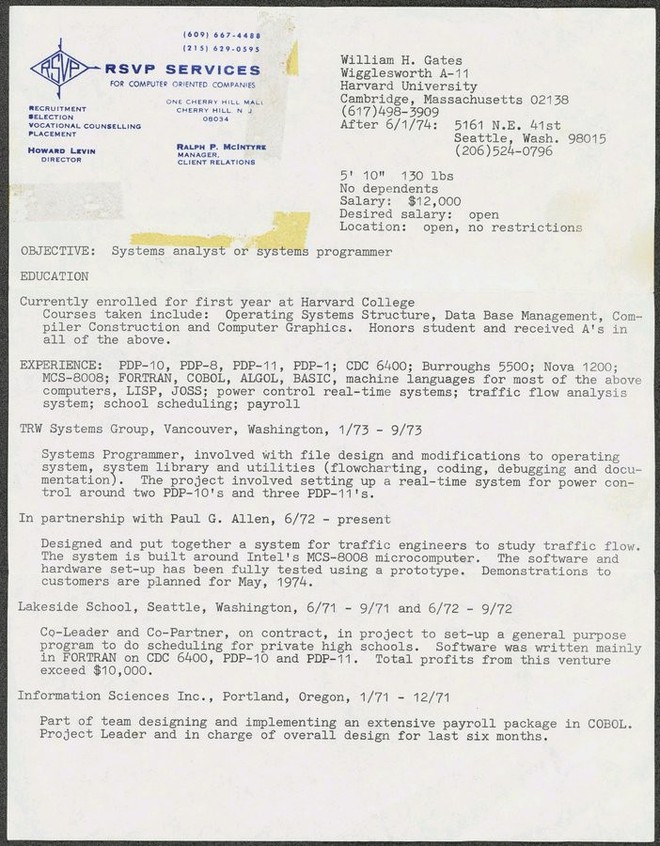 (609) 667-4488
(215) 629-0595
RSVP
RSVP SERVICES
FOR COMPUTER ORIENTED COMPANIES
ONE CHERRY HILL MALL
CHERRY HILL, N. J.
08034
RECRUITMENT
SELECTION
VOCATIONAL COUNSELLING
PLACEMENT
HOWARD LEVIN
DIRECTOR
RALPH P. MCINTYRE
MANAGER,
CLIENT RELATIONS
William H. Gates
Wigglesworth A-11
Harvard University
Cambridge, Massachusetts 02138
(617)498-3909
After 6/1/74:  5161 N.E. 41st
Seattle, Wash. 98015
(206)524-0796
5' 10"  130 lbs
No dependents
Salary:  $12,000
Desired salary:  open
Location:  open, no restrictions
OBJECTIVE:  Systems analyst or systems programmer
EDUCATION
Currently enrolled for first year at Harvard College
Courses taken include:  Operating Systems Structure, Data Base Management, Com-
piler Construction and Computer Graphics.  Honors student and received A's in
all of the above.
EXPERIENCE:  PDP-10, PDP-8, PDP-11, PDP-1; CDC 6400; Burroughs 5500; Nova 1200;
MCS-8008; FORTRAN, COBOL, ALGOL, BASIC, machine languages for most of the above
computers, LISP, JOSS; power control real-time systems; traffic flow analysis
system; school scheduling; payroll
TRW Systems Group, Vancouver, Washington, 1/73 - 9/73
Systems Programmer, involved with file design and modifications to operating
system, system library and utilities (flowcharting, coding, debugging and docu-
mentation).  The project involved setting up a real-time system for power con-
trol around two PDP-10's and three PDP-11's.
In partnership with Paul G. Allen, 6/72 - present
Designed and put together a system for traffic engineers to study traffic flow.
The system is built around Intel's MCS-8008 microcomputer.  The software and
hardware set-up has been fully tested using a prototype.  Demonstrations to
customers are planned for May, 1974.
Lakeside School, Seattle, Washington, 6/71 - 9/71 and 6/72 - 9/72
Co-Leader and Co-Partner, on contract, in project to set-up a general purpose
program to do scheduling for private high schools.  Software was written mainly
in FORTRAN on CDC 6400, PDP-10 and PDP-11.  Total profits from this venture
exceed $10,000.
Information Sciences Inc., Portland, Oregon, 1/71 - 12/71
Part of team designing and implementing an extensive payroll package in COBOL.
Project Leader and in charge of overall design for last six months.